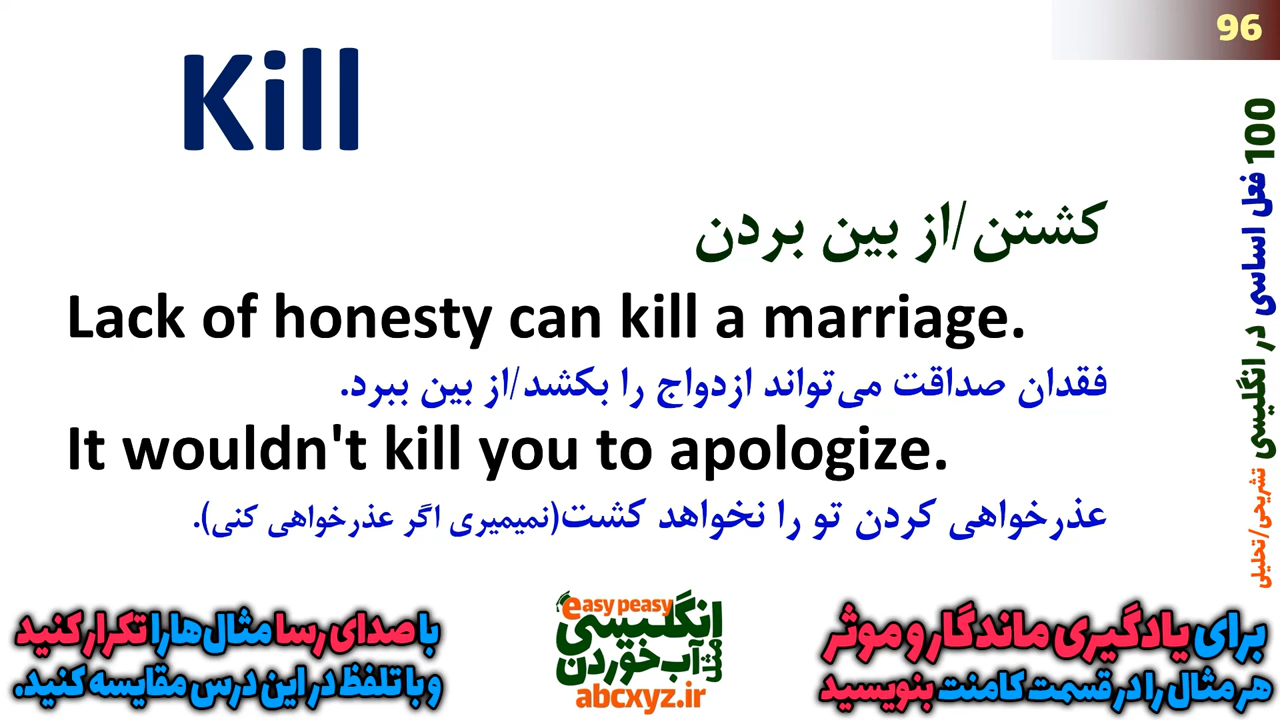 96
Kill
کشتن/از بین بردن
Lack of honesty can kill a marriage.
فقدان صداقت می‌تواند ازدواج را بکشد/از بین ببرد.
It wouldn't kill you to apologize.
عذرخواهی کردن تو را نخواهد کشت(نمیمیری اگر عذرخواهی کنی).
100 فعل اساسی در انگلیسی تشریحی/تحلیلی
برای یادگیری ماندگار و موثر
هر مثال را در قسمت کامنت بنویسید
easy peasy
انگلیسی
مثل آب خوردن
abcxyz.ir
با صدای رسا مثال‌ها را تکرار کنید
و با تلفظ در این درس مقایسه کنید.